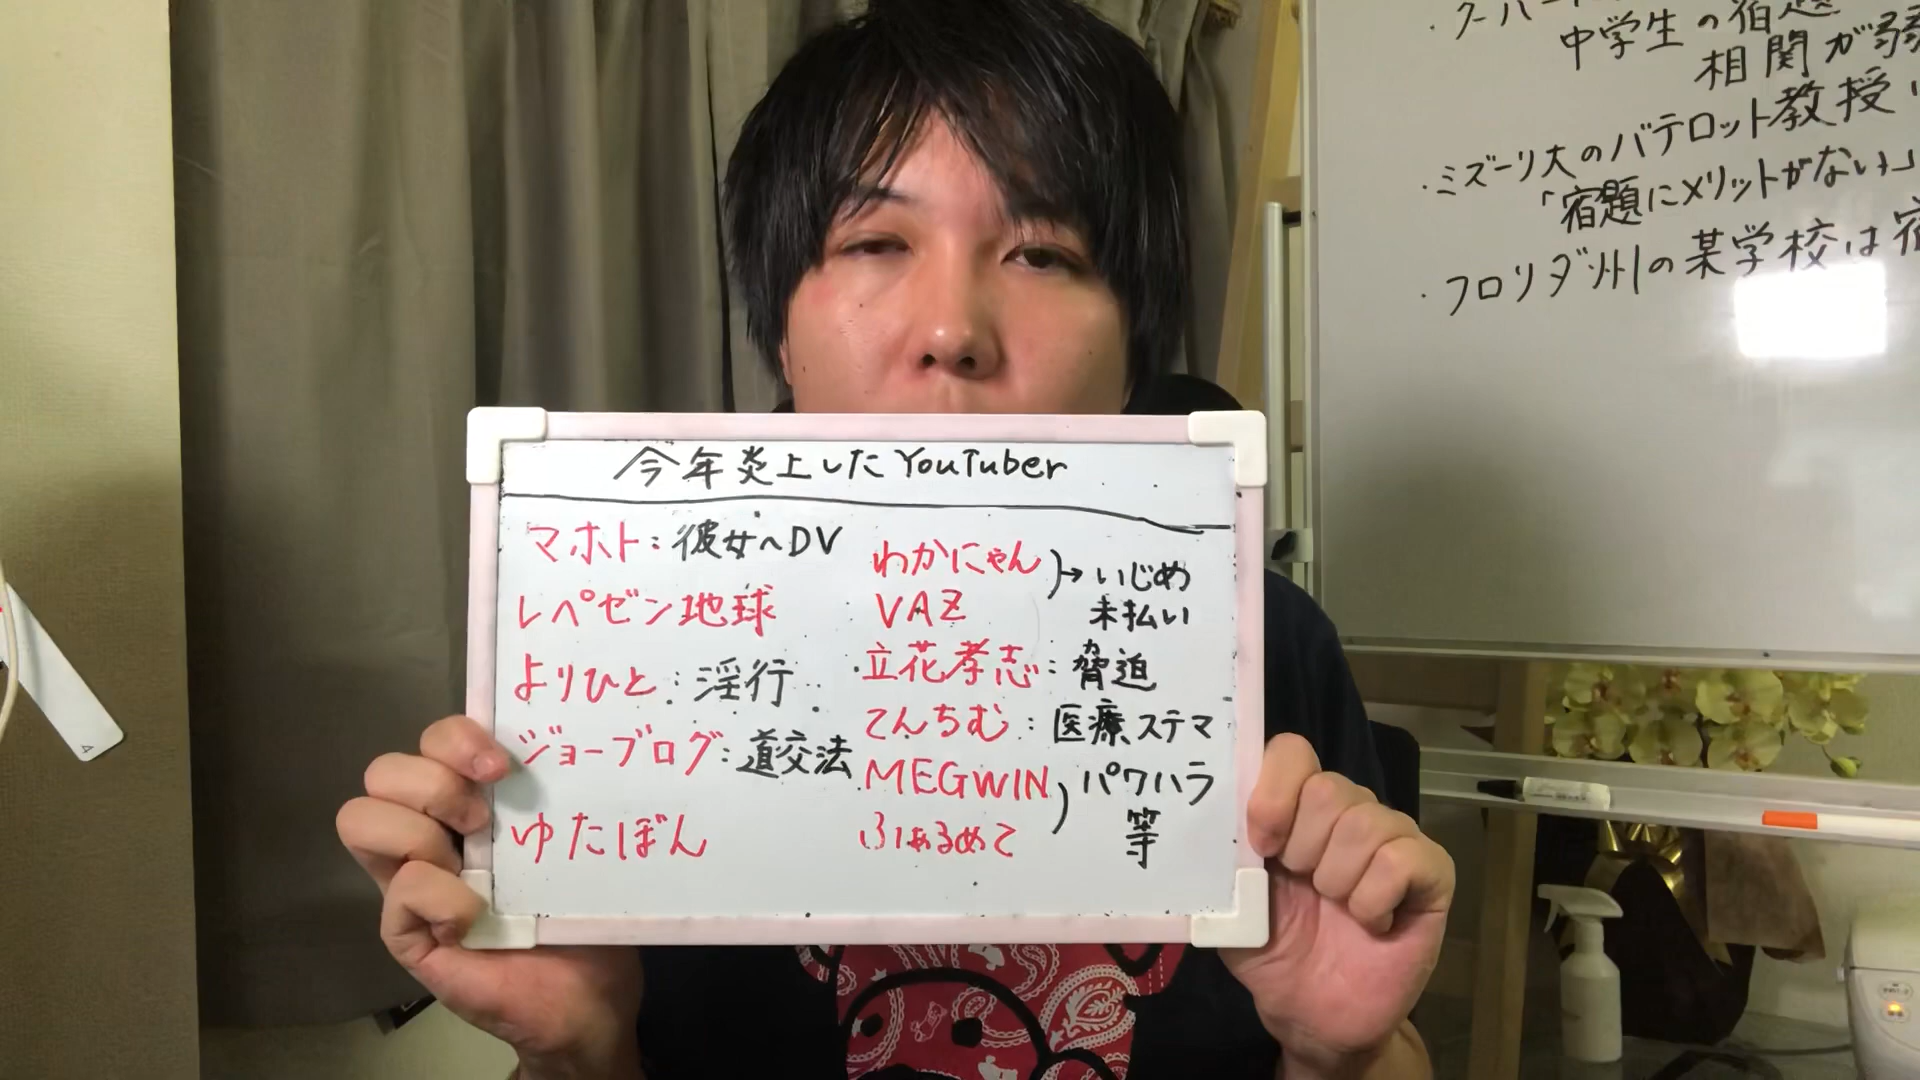 今年炎上したYouTuber
マホト：彼女へDV
レペゼン地球
よりひと：淫行
ジョーブログ：道交法
ゆたぼん
わかにゃん
VAZ
→いじめ
未払い
立花孝志：脅迫
てんちむ：医療ステマ
MEGWIN
ふぁるめて
パワハラ
等
中学生の宿題
相関が弱
・ミズーリ大のバテロット教授
「宿題にメリットがない」
・フロリダ州の某学校は宿
4